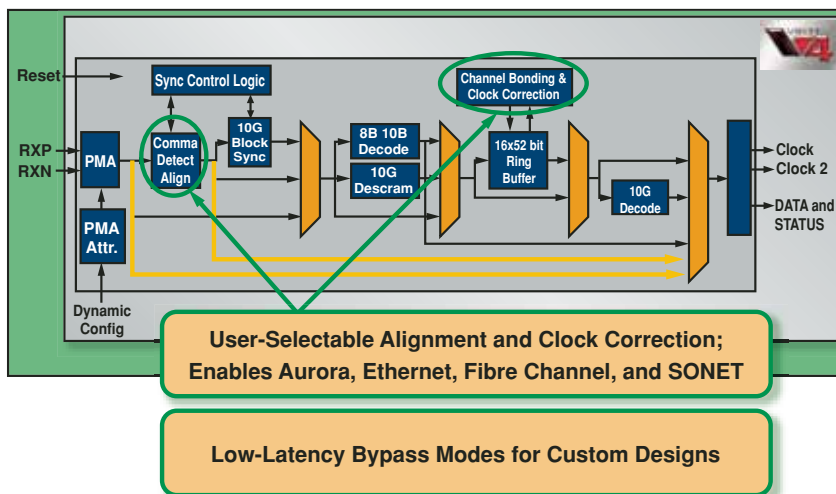 V4
Reset
Sync Control Logic
Channel Bonding &
Clock Correction
RXP
RXN
PMA
Comma
Detect
Align
10G
Block
Sync
8B 10B
Decode
10G
Descram
16x52 bit
Ring
Buffer
10G
Decode
Clock
Clock 2
DATA and
STATUS
PMA
Attr.
Dynamic
Config
User-Selectable Alignment and Clock Correction;
Enables Aurora, Ethernet, Fibre Channel, and SONET
Low-Latency Bypass Modes for Custom Designs